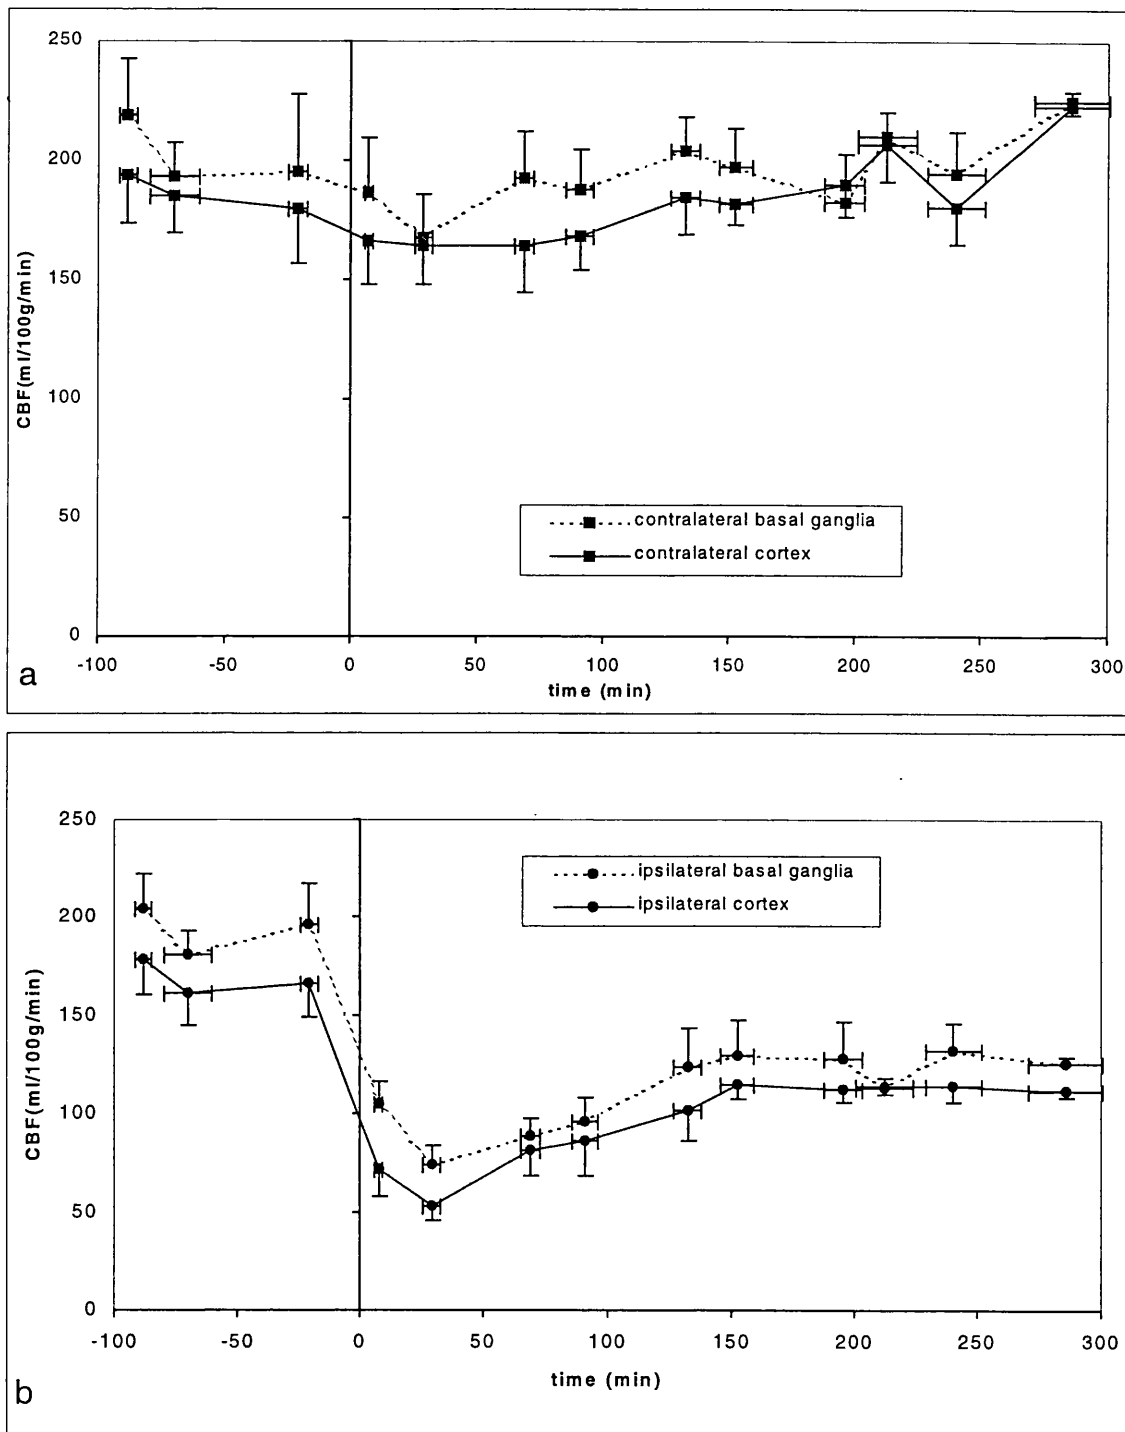 250
200
150
100
50
0
CBF(ml/100g/min)
contralateral basal ganglia
contralateral cortex
-100 -50 0 50 100 150 200 250 300
time (min)
a
250
200
150
100
50
0
CBF(ml/100g/min)
ipsilateral basal ganglia
ipsilateral cortex
-100 -50 0 50 100 150 200 250 300
time (min)
b